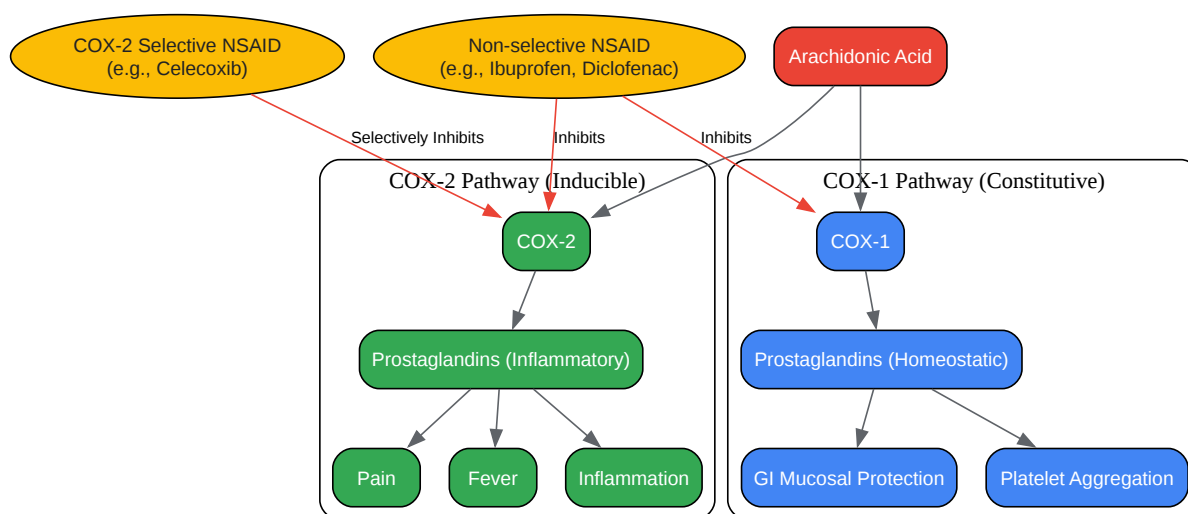 COX-2 Selective NSAID
(e.g., Celecoxib)
Non-selective NSAID
(e.g., Ibuprofen, Diclofenac)
Arachidonic Acid
Selectively Inhibits
Inhibits
Inhibits
COX-2 Pathway (Inducible)
COX-1 Pathway (Constitutive)
COX-2
COX-1
Prostaglandins (Inflammatory)
Prostaglandins (Homeostatic)
Pain
Fever
Inflammation
GI Mucosal Protection
Platelet Aggregation